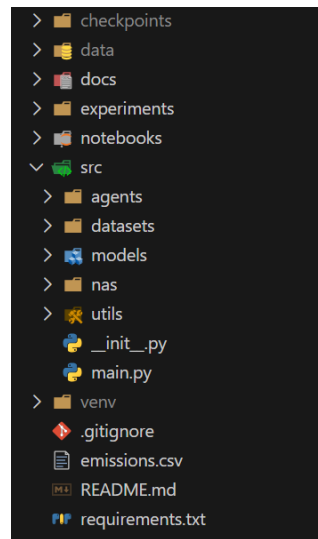 checkpoints
data
docs
experiments
notebooks
src
agents
datasets
models
nas
utils
__init__.py
main.py
venv
.gitignore
emissions.csv
README.md
requirements.txt